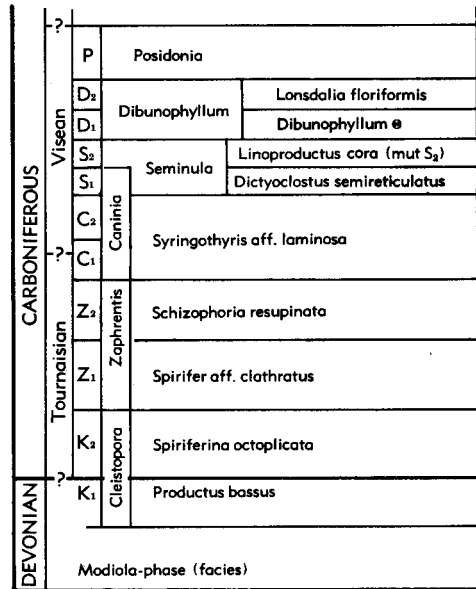 -?-
P Posidonia
D₂ Dibunophyllum Lonsdalia floriformis
D₁ Dibunophyllum ϴ
S₂ Seminula Linoproductus cora (mut S₂)
S₁ Dictyoclostus semireticulatus
C₂ Caninia Syringothyris aff. laminosa
-?-
C₁
Z₂ Zaphrentis Schizophoria resupinata
Z₁ Spirifer aff. clathratus
K₂ Cleistopora Spiriferina octoplicata
-?-
K₁ Productus bassus
Modiola-phase (facies)
CARBONIFEROUS
DEVONIAN
Visean
Tournaisian